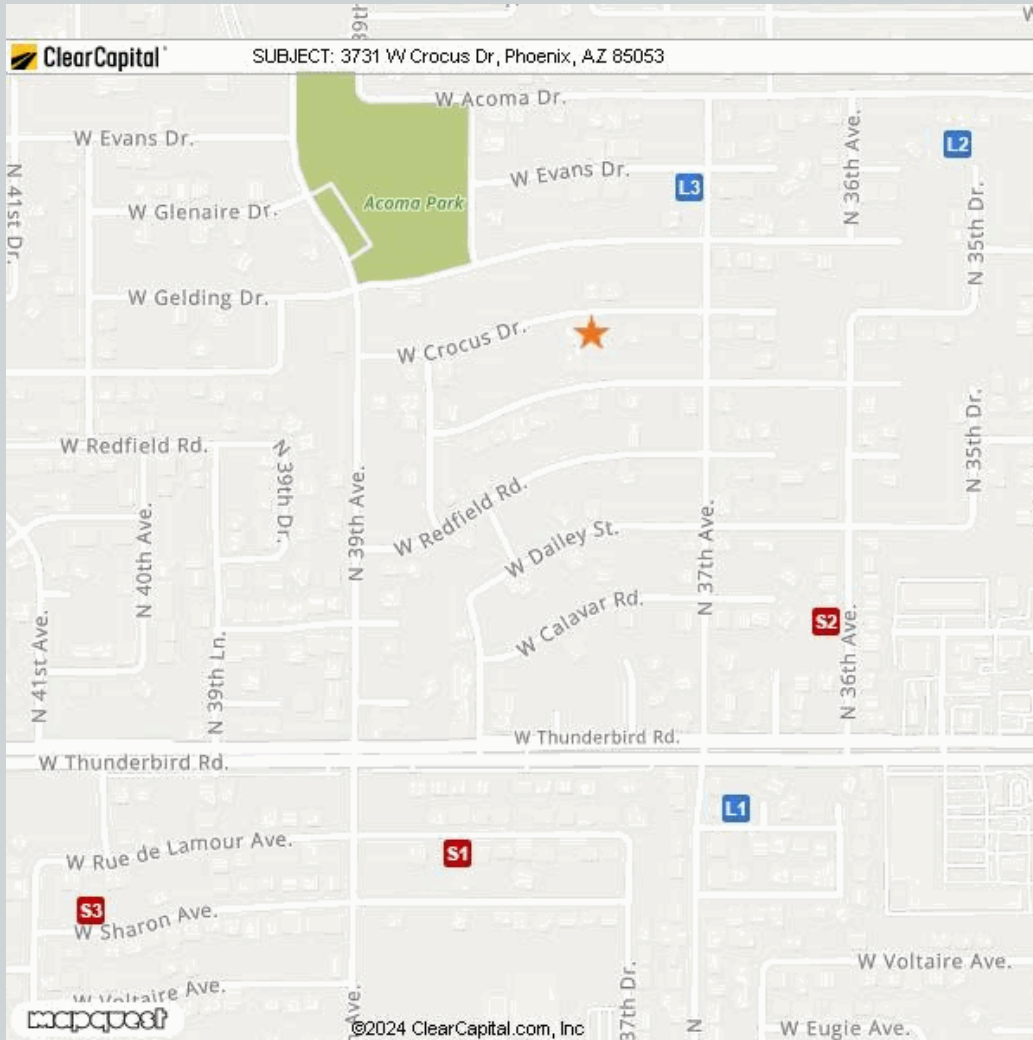 39th
ClearCapital
SUBJECT: 3731 W Crocus Dr, Phoenix, AZ 85053
W Acoma Dr.
W Evans Dr.
N 36th Ave.
L2
N 41st Dr.
W Evans Dr.
L3
W Glenaire Dr.
Acoma Park
N 35th Dr.
W Gelding Dr.
W Crocus Dr.
W Redfield Rd.
N 39th Dr.
N 35th Dr.
N 39th Ave.
W Redfield Rd.
N 40th Ave.
W Dailey St.
N 37th Ave.
W Calavar Rd.
S2
N 41st Ave.
N 39th Ln.
N 36th Ave.
W Thunderbird Rd.
W Thunderbird Rd.
L1
W Rue de Lamour Ave.
S1
S3
W Sharon Ave.
W Voltaire Ave.
W Voltaire Ave.
mapquest
Ave.
©2024 ClearCapital.com, Inc
37th Dr.
N
W Eugie Ave.